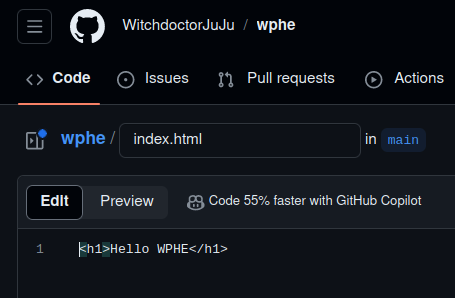 WitchdoctorJuJu / wphe
Code Issues Pull requests Actions
wphe / index.html in main
Edit Preview Code 55% faster with GitHub Copilot
1 <h1>Hello WPHE</h1>